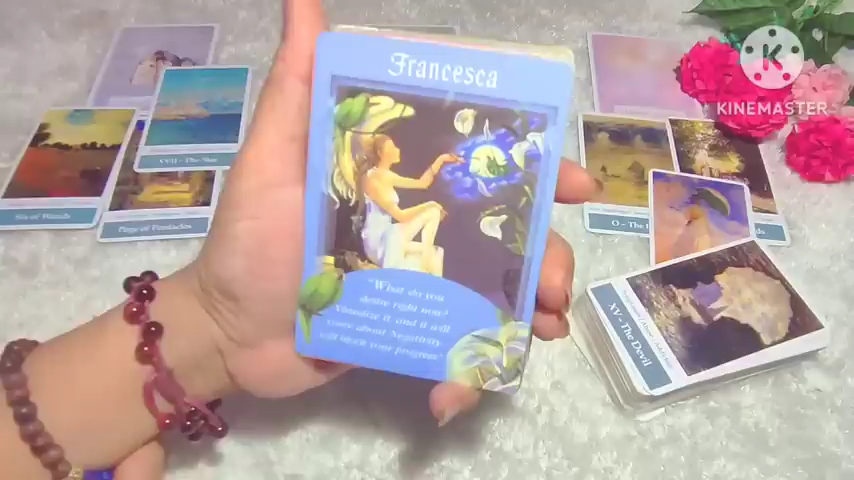 Francesca
KINEMASTER
"What do you
desire right now?
Visualize it, and it will
come about. Negativity
will block your progress"
XVII - The Star
Six of Wands
Page of Pentacles
O - The
XV - The Devil